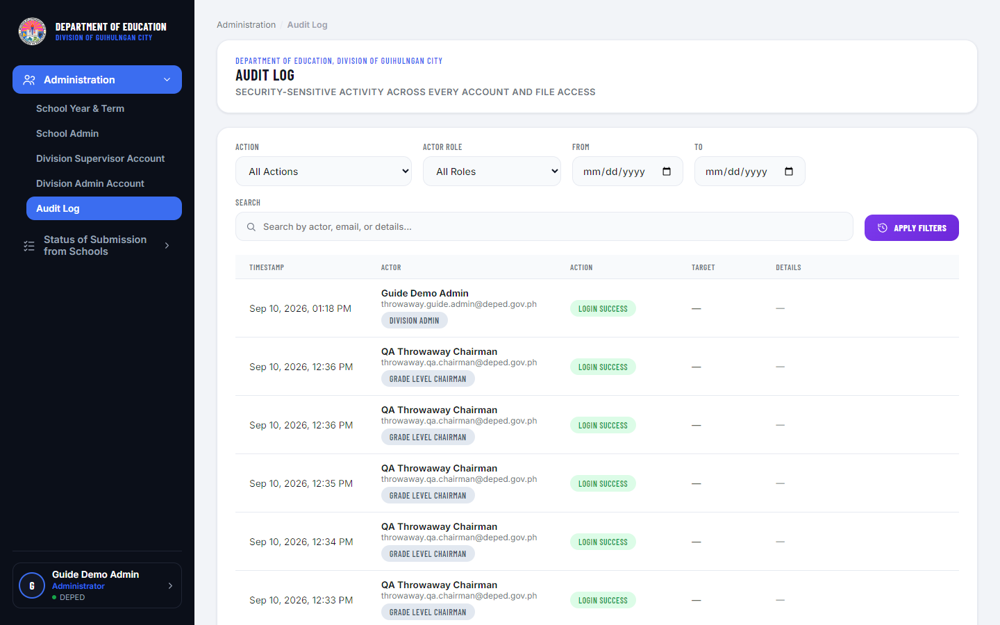 DEPARTMENT OF EDUCATION
DIVISION OF GUIHULNGAN CITY
Administration
School Year & Term
School Admin
Division Supervisor Account
Division Admin Account
Audit Log
Status of Submission
from Schools
G
Guide Demo Admin
Administrator
DEPED
Administration / Audit Log
DEPARTMENT OF EDUCATION, DIVISION OF GUIHULNGAN CITY
AUDIT LOG
SECURITY-SENSITIVE ACTIVITY ACROSS EVERY ACCOUNT AND FILE ACCESS
ACTION ACTOR ROLE FROM TO
All Actions All Roles mm/dd/yyyy mm/dd/yyyy
SEARCH
Search by actor, email, or details...
APPLY FILTERS
TIMESTAMP ACTOR ACTION TARGET DETAILS
Guide Demo Admin
throwaway.guide.admin@deped.gov.ph
Sep 10, 2026, 01:18 PM LOGIN SUCCESS — —
DIVISION ADMIN
QA Throwaway Chairman
throwaway.qa.chairman@deped.gov.ph
Sep 10, 2026, 12:36 PM LOGIN SUCCESS — —
GRADE LEVEL CHAIRMAN
QA Throwaway Chairman
throwaway.qa.chairman@deped.gov.ph
Sep 10, 2026, 12:36 PM LOGIN SUCCESS — —
GRADE LEVEL CHAIRMAN
QA Throwaway Chairman
throwaway.qa.chairman@deped.gov.ph
Sep 10, 2026, 12:35 PM LOGIN SUCCESS — —
GRADE LEVEL CHAIRMAN
QA Throwaway Chairman
throwaway.qa.chairman@deped.gov.ph
Sep 10, 2026, 12:34 PM LOGIN SUCCESS — —
GRADE LEVEL CHAIRMAN
QA Throwaway Chairman
throwaway.qa.chairman@deped.gov.ph
Sep 10, 2026, 12:33 PM LOGIN SUCCESS — —
GRADE LEVEL CHAIRMAN